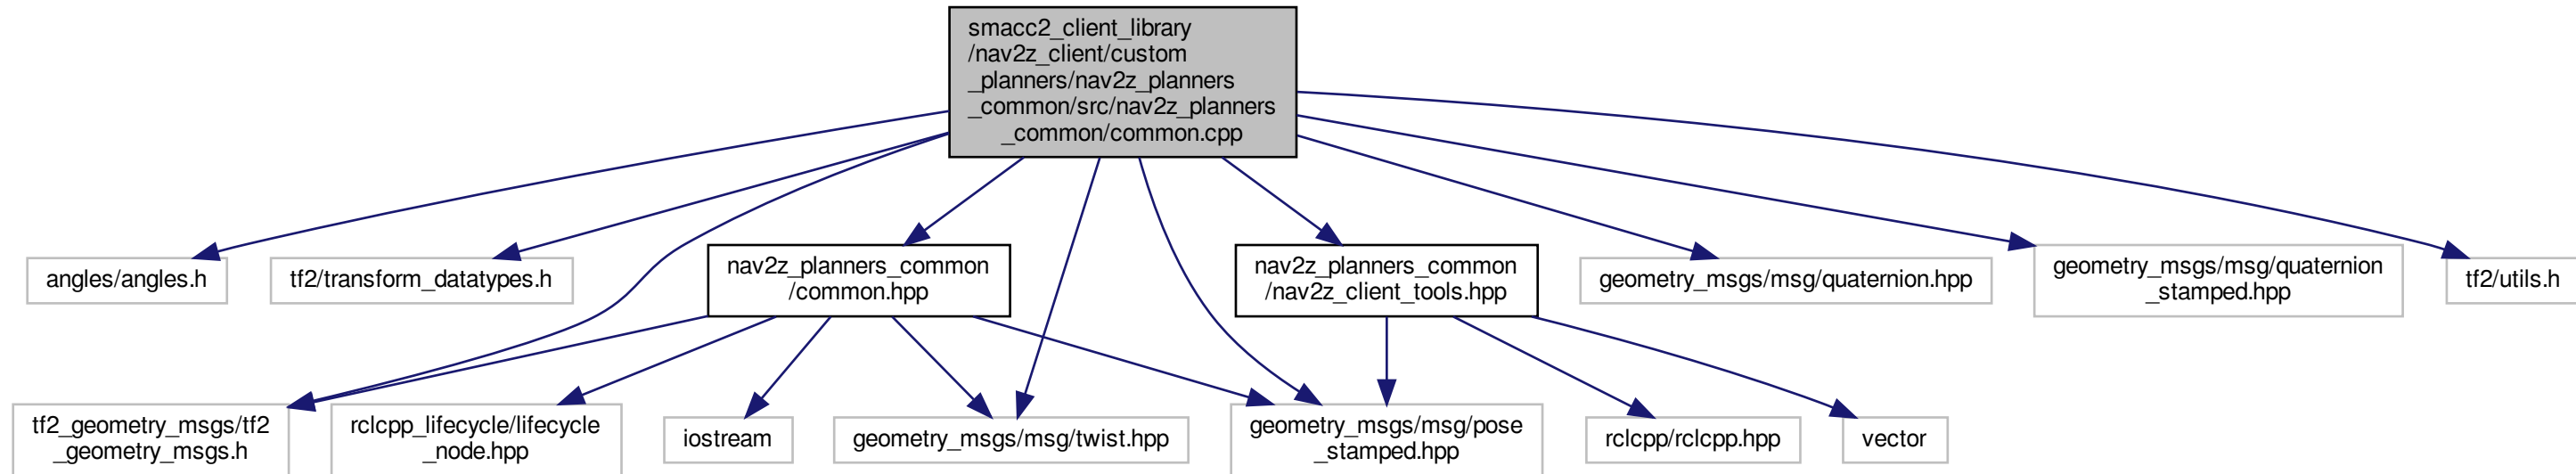 smacc2_client_library
/nav2z_client/custom
_planners/nav2z_planners
_common/src/nav2z_planners
_common/common.cpp
angles/angles.h
tf2/transform_datatypes.h
nav2z_planners_common
/common.hpp
nav2z_planners_common
/nav2z_client_tools.hpp
geometry_msgs/msg/quaternion.hpp
geometry_msgs/msg/quaternion
_stamped.hpp
tf2/utils.h
tf2_geometry_msgs/tf2
_geometry_msgs.h
rclcpp_lifecycle/lifecycle
_node.hpp
iostream
geometry_msgs/msg/twist.hpp
geometry_msgs/msg/pose
_stamped.hpp
rclcpp/rclcpp.hpp
vector